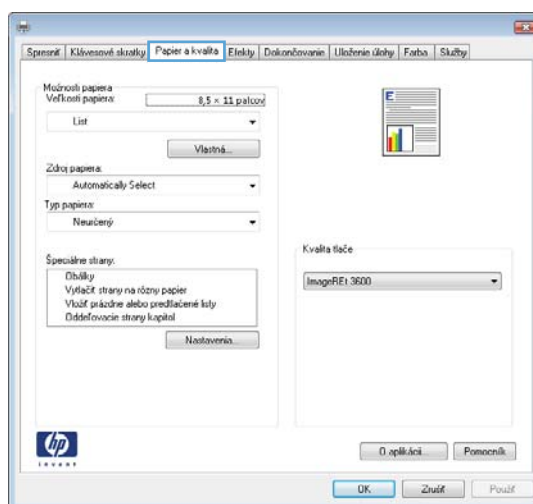 Spresniť Klávesové skratky Papier a kvalita Efekty Dokončovanie Uloženie úlohy Farba Služby
Možnosti papiera
Veľkosti papiera: 8,5 × 11 palcov
List
Vlastná...
Zdroj papiera:
Automatically Select
Typ papiera:
Neurčený
Špeciálne strany:
Obálky
Vytlačiť strany na rôzny papier
Vložiť prázdne alebo predtlačené listy
Oddeľovacie strany kapitol
Nastavenia...
E
Kvalita tlače
ImageREt 3600
hp
invent
O aplikácii... Pomocník
OK Zrušiť Použiť